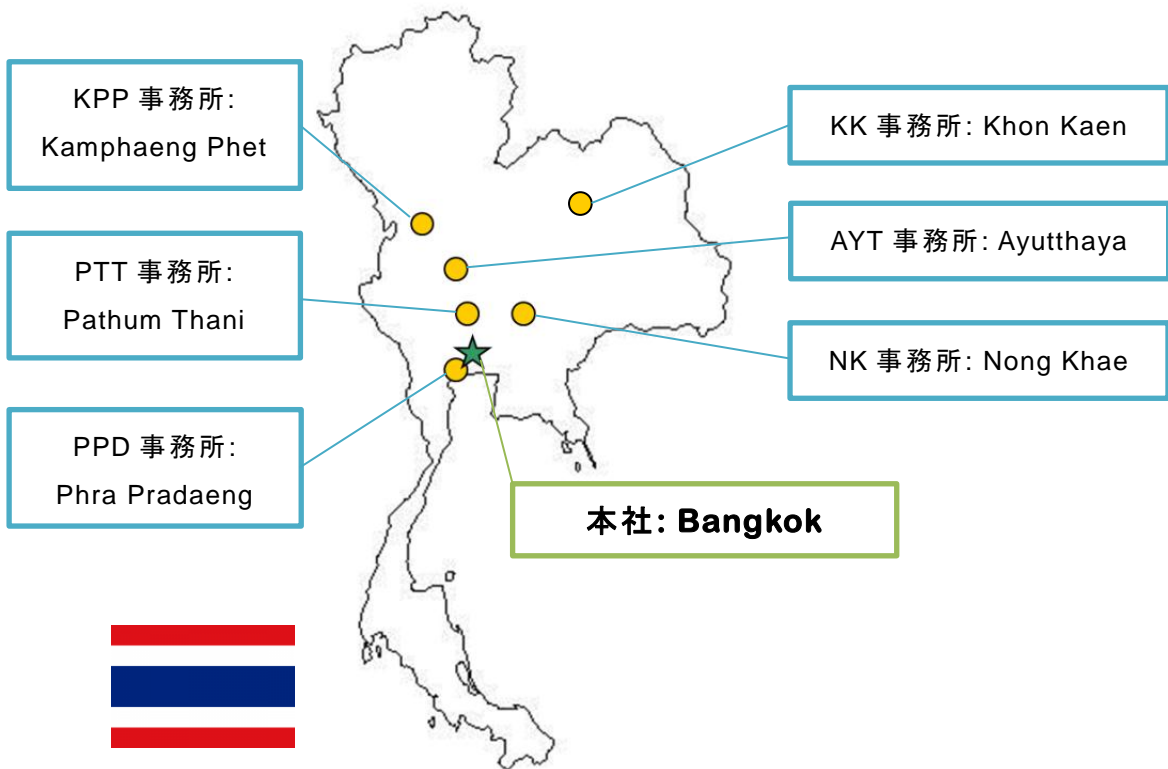 KPP 事務所:
Kamphaeng Phet
PTT 事務所:
Pathum Thani
PPD 事務所:
Phra Pradaeng
KK 事務所: Khon Kaen
AYT 事務所: Ayutthaya
NK 事務所: Nong Khae
本社: Bangkok